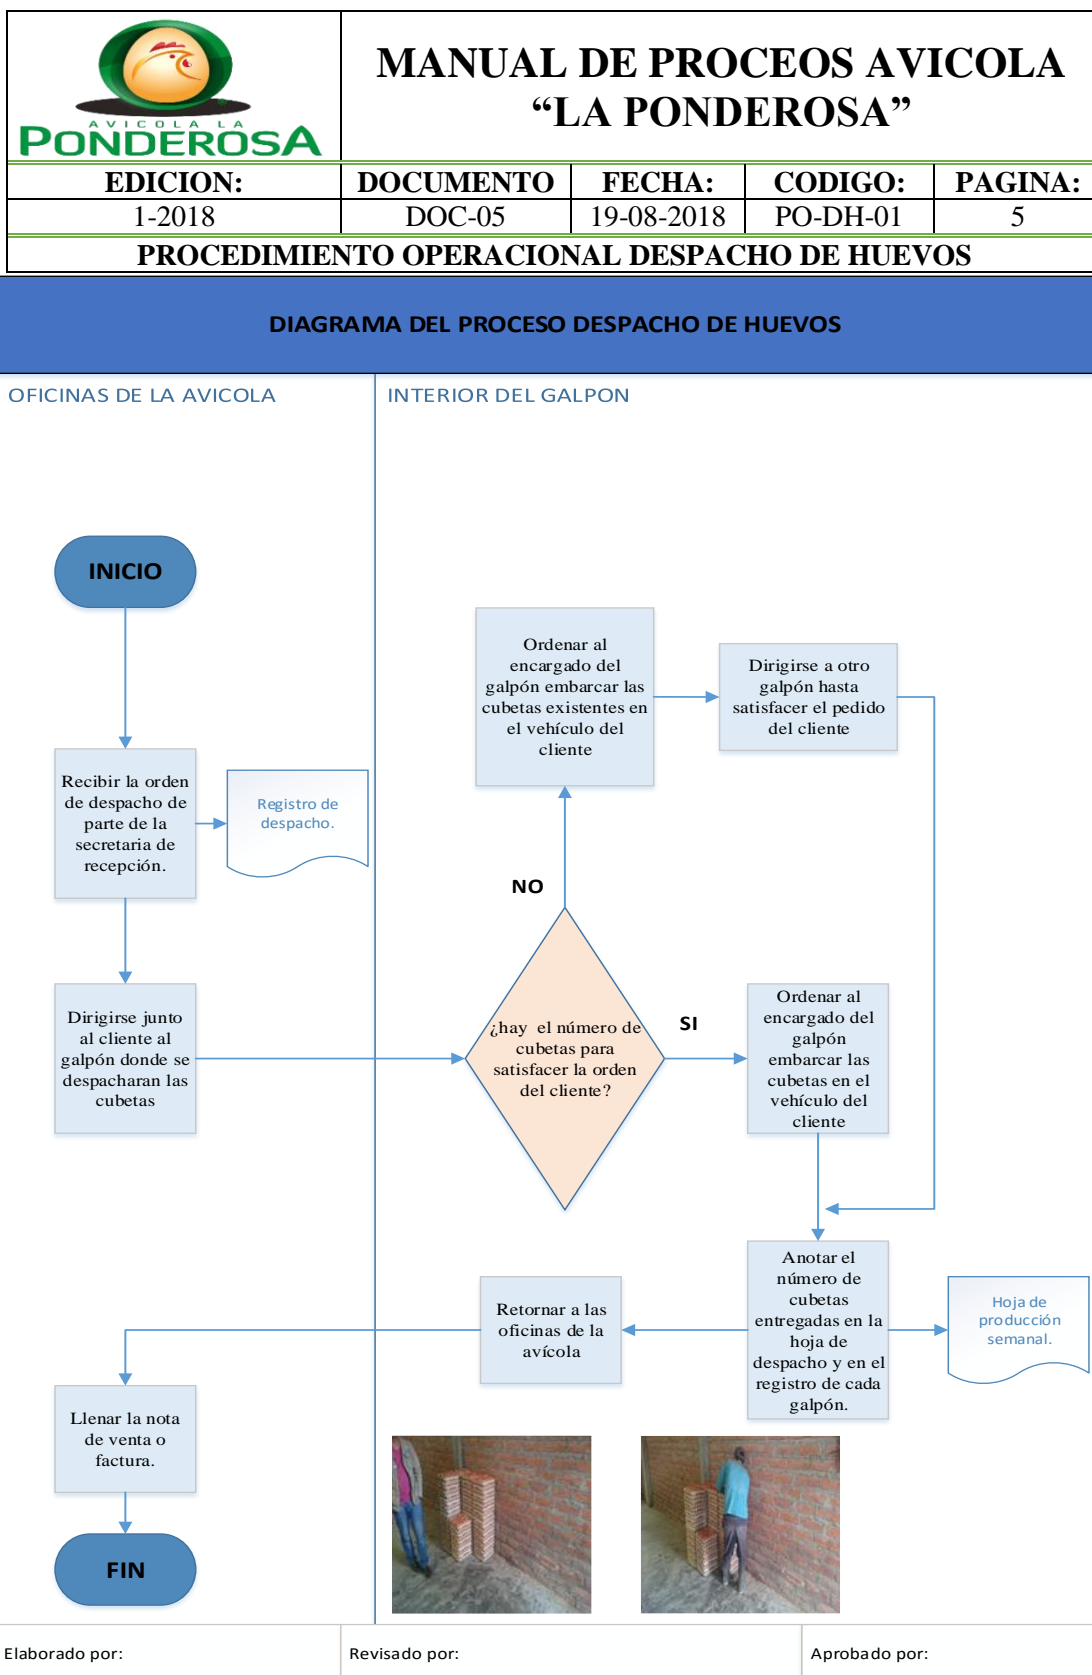 AVICOLA LA
PONDEROSA
MANUAL DE PROCEOS AVICOLA
“LA PONDEROSA”
EDICION: DOCUMENTO FECHA: CODIGO: PAGINA:
1-2018 DOC-05 19-08-2018 PO-DH-01 5
PROCEDIMIENTO OPERACIONAL DESPACHO DE HUEVOS
DIAGRAMA DEL PROCESO DESPACHO DE HUEVOS
OFICINAS DE LA AVICOLA
INTERIOR DEL GALPON
INICIO
Recibir la orden
de despacho de
parte de la
secretaria de
recepción.
Registro de
despacho.
Dirigirse junto
al cliente al
galpón donde se
despacharan las
cubetas
¿hay el número de
cubetas para
satisfacer la orden
del cliente?
NO
Ordenar al
encargado del
galpón embarcar las
cubetas existentes en
el vehículo del
cliente
Dirigirse a otro
galpón hasta
satisfacer el pedido
del cliente
SI
Ordenar al
encargado del
galpón
embarcar las
cubetas en el
vehículo del
cliente
Anotar el
número de
cubetas
entregadas en la
hoja de
despacho y en el
registro de cada
galpón.
Hoja de
producción
semanal.
Retornar a las
oficinas de la
avícola
Llenar la nota
de venta o
factura.
FIN
Elaborado por:
Revisado por:
Aprobado por: